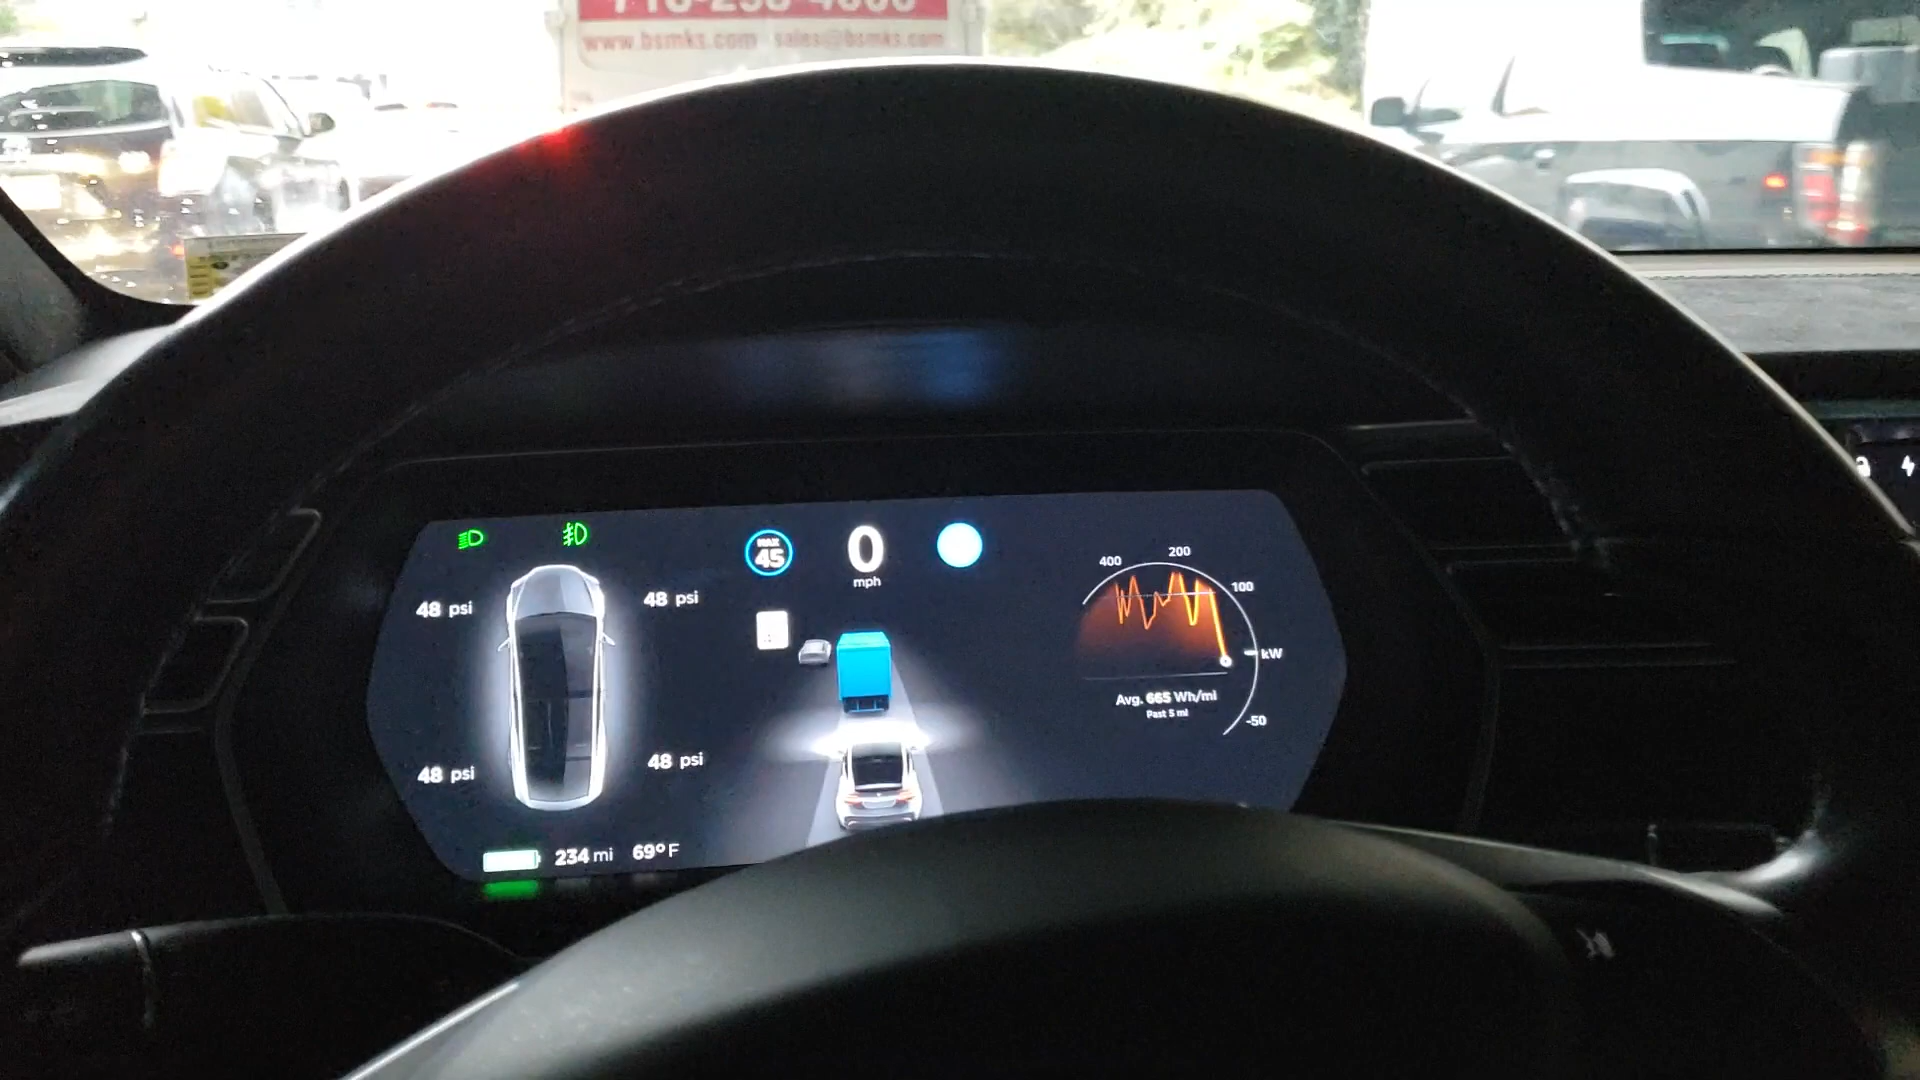 www.bsmks.com sales@bsmks.com
MAX
45
0
mph
48 psi
48 psi
48 psi
48 psi
400
200
100
kW
-50
Avg. 665 Wh/mi
Past 5 mi
234 mi 69°F